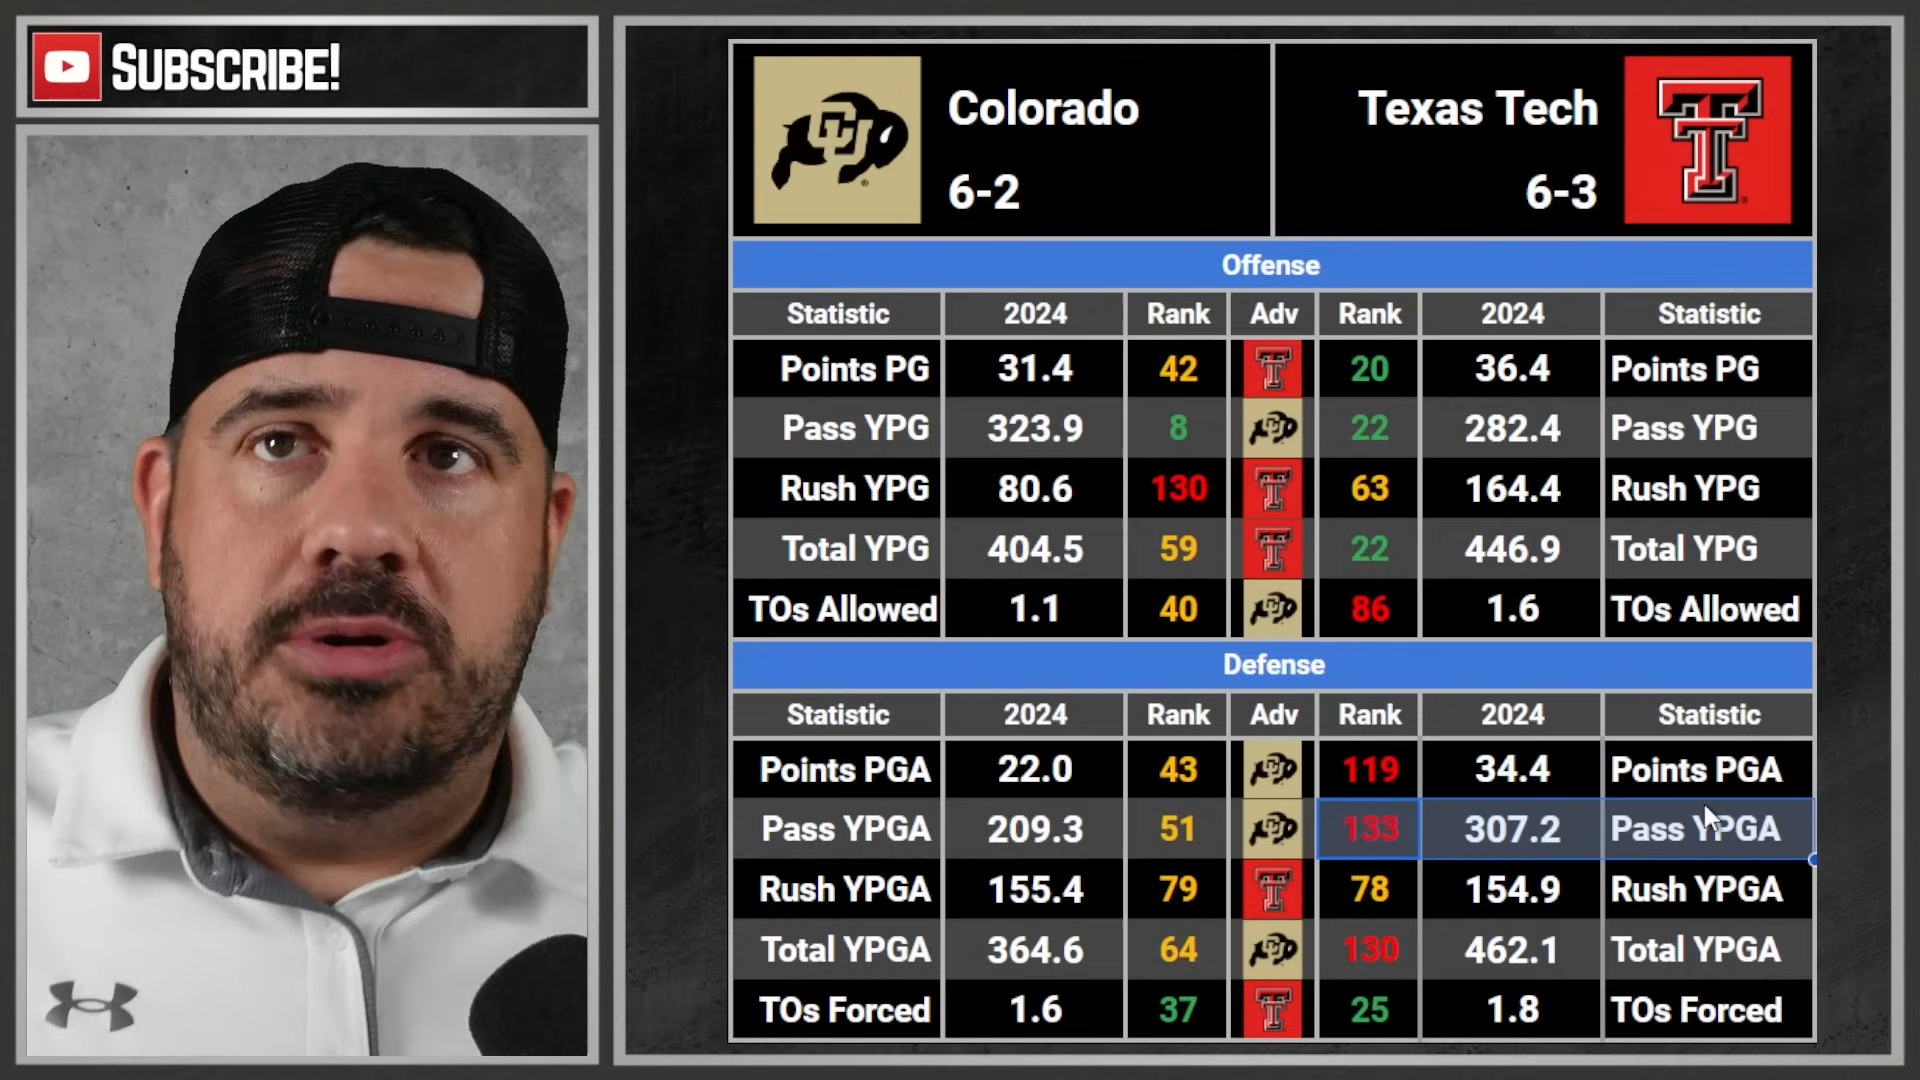 SUBSCRIBE!
Colorado
6-2
Texas Tech
6-3
Offense
Statistic 2024 Rank Adv Rank 2024 Statistic
Points PG 31.4 42 20 36.4 Points PG
Pass YPG 323.9 8 22 282.4 Pass YPG
Rush YPG 80.6 130 63 164.4 Rush YPG
Total YPG 404.5 59 22 446.9 Total YPG
TOs Allowed 1.1 40 86 1.6 TOs Allowed
Defense
Statistic 2024 Rank Adv Rank 2024 Statistic
Points PGA 22.0 43 119 34.4 Points PGA
Pass YPGA 209.3 51 133 307.2 Pass YPGA
Rush YPGA 155.4 79 78 154.9 Rush YPGA
Total YPGA 364.6 64 130 462.1 Total YPGA
TOs Forced 1.6 37 25 1.8 TOs Forced